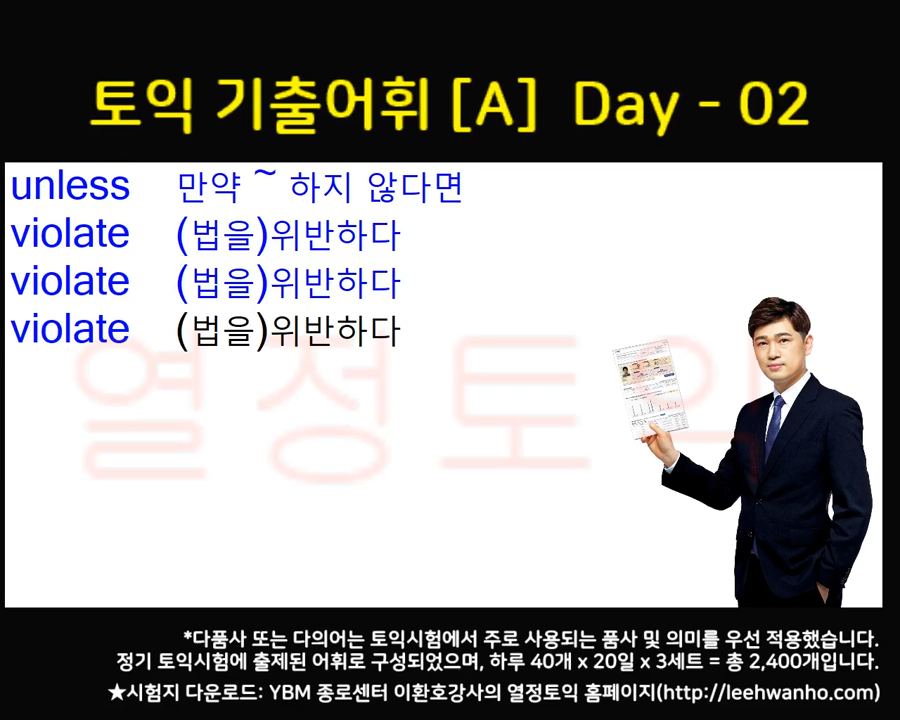 토익 기출어휘 [A] Day - 02
unless 만약 ~ 하지 않다면
violate (법을)위반하다
violate (법을)위반하다
violate (법을)위반하다
열정토익
*다품사 또는 다의어는 토익시험에서 주로 사용되는 품사 및 의미를 우선 적용했습니다.
정기 토익시험에 출제된 어휘로 구성되었으며, 하루 40개 x 20일 x 3세트 = 총 2,400개입니다.
★시험지 다운로드: YBM 종로센터 이환호강사의 열정토익 홈페이지(http://leehwanho.com)